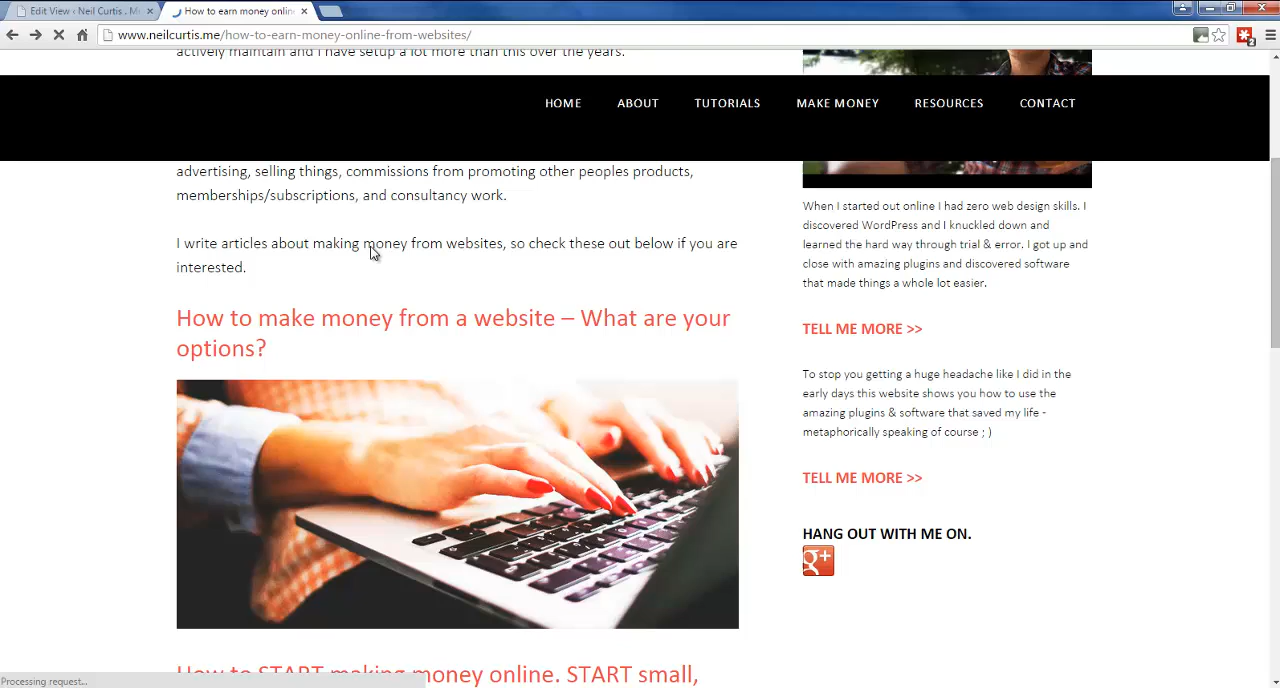 Edit View ‹ Neil Curtis . M
How to earn money onlin
www.neilcurtis.me/how-to-earn-money-online-from-websites/
2
actively maintain and I have setup a lot more than this over the years.
HOME ABOUT TUTORIALS MAKE MONEY RESOURCES CONTACT
advertising, selling things, commissions from promoting other peoples products,
memberships/subscriptions, and consultancy work.
I write articles about making money from websites, so check these out below if you are
interested.
How to make money from a website – What are your
options?
How to START making money online. START small,
When I started out online I had zero web design skills. I
discovered WordPress and I knuckled down and
learned the hard way through trial & error. I got up and
close with amazing plugins and discovered software
that made things a whole lot easier.
TELL ME MORE >>
To stop you getting a huge headache like I did in the
early days this website shows you how to use the
amazing plugins & software that saved my life -
metaphorically speaking of course ; )
TELL ME MORE >>
HANG OUT WITH ME ON.
g+
Processing request...